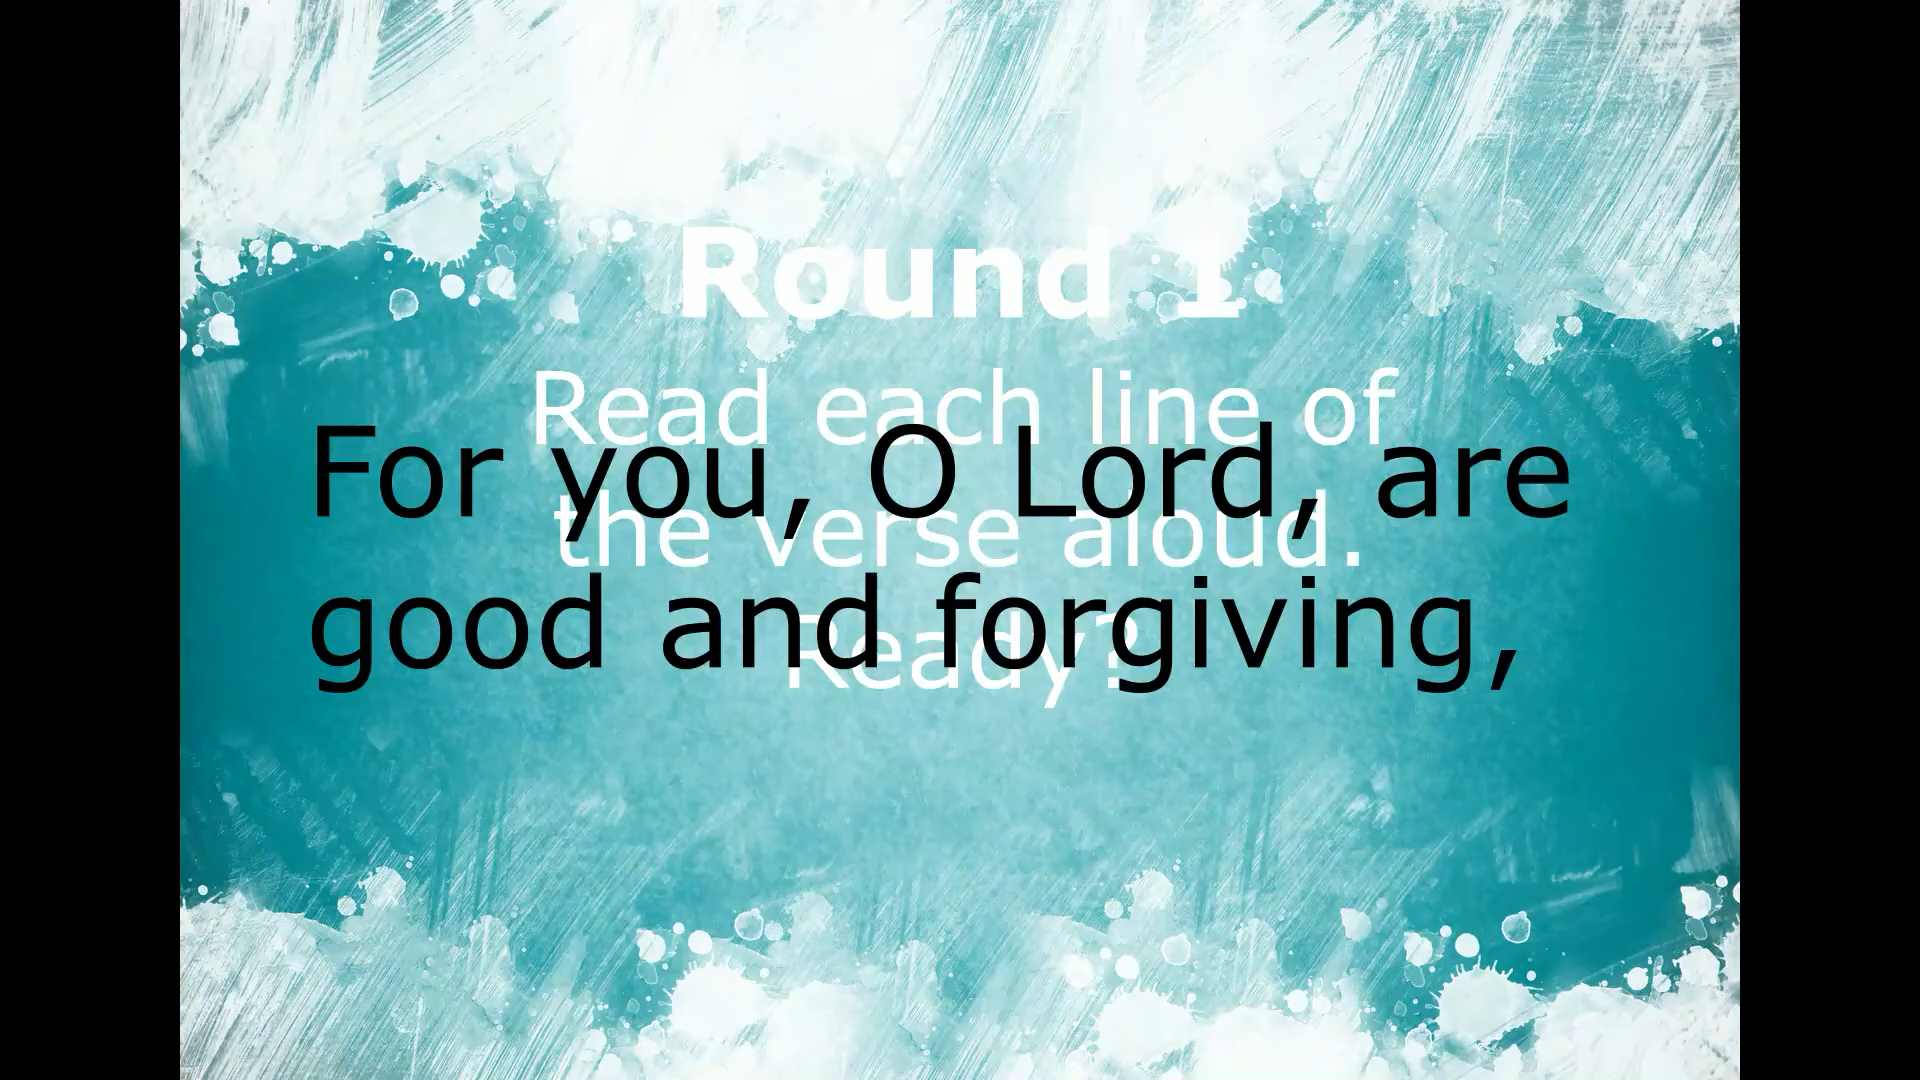 Round 1
Read each line of
For you, O Lord, are
the verse aloud.
good and forgiving,
Ready?